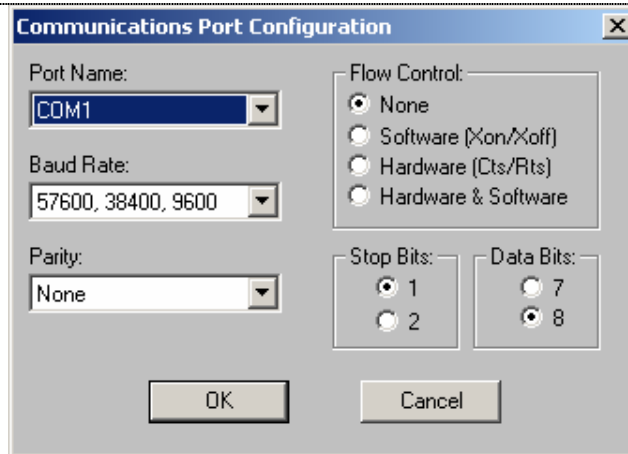 Communications Port Configuration
Port Name:
COM1
Baud Rate:
57600, 38400, 9600
Parity:
None
Flow Control:
None
Software (Xon/Xoff)
Hardware (Cts/Rts)
Hardware & Software
Stop Bits:
1
2
Data Bits:
7
8
OK
Cancel